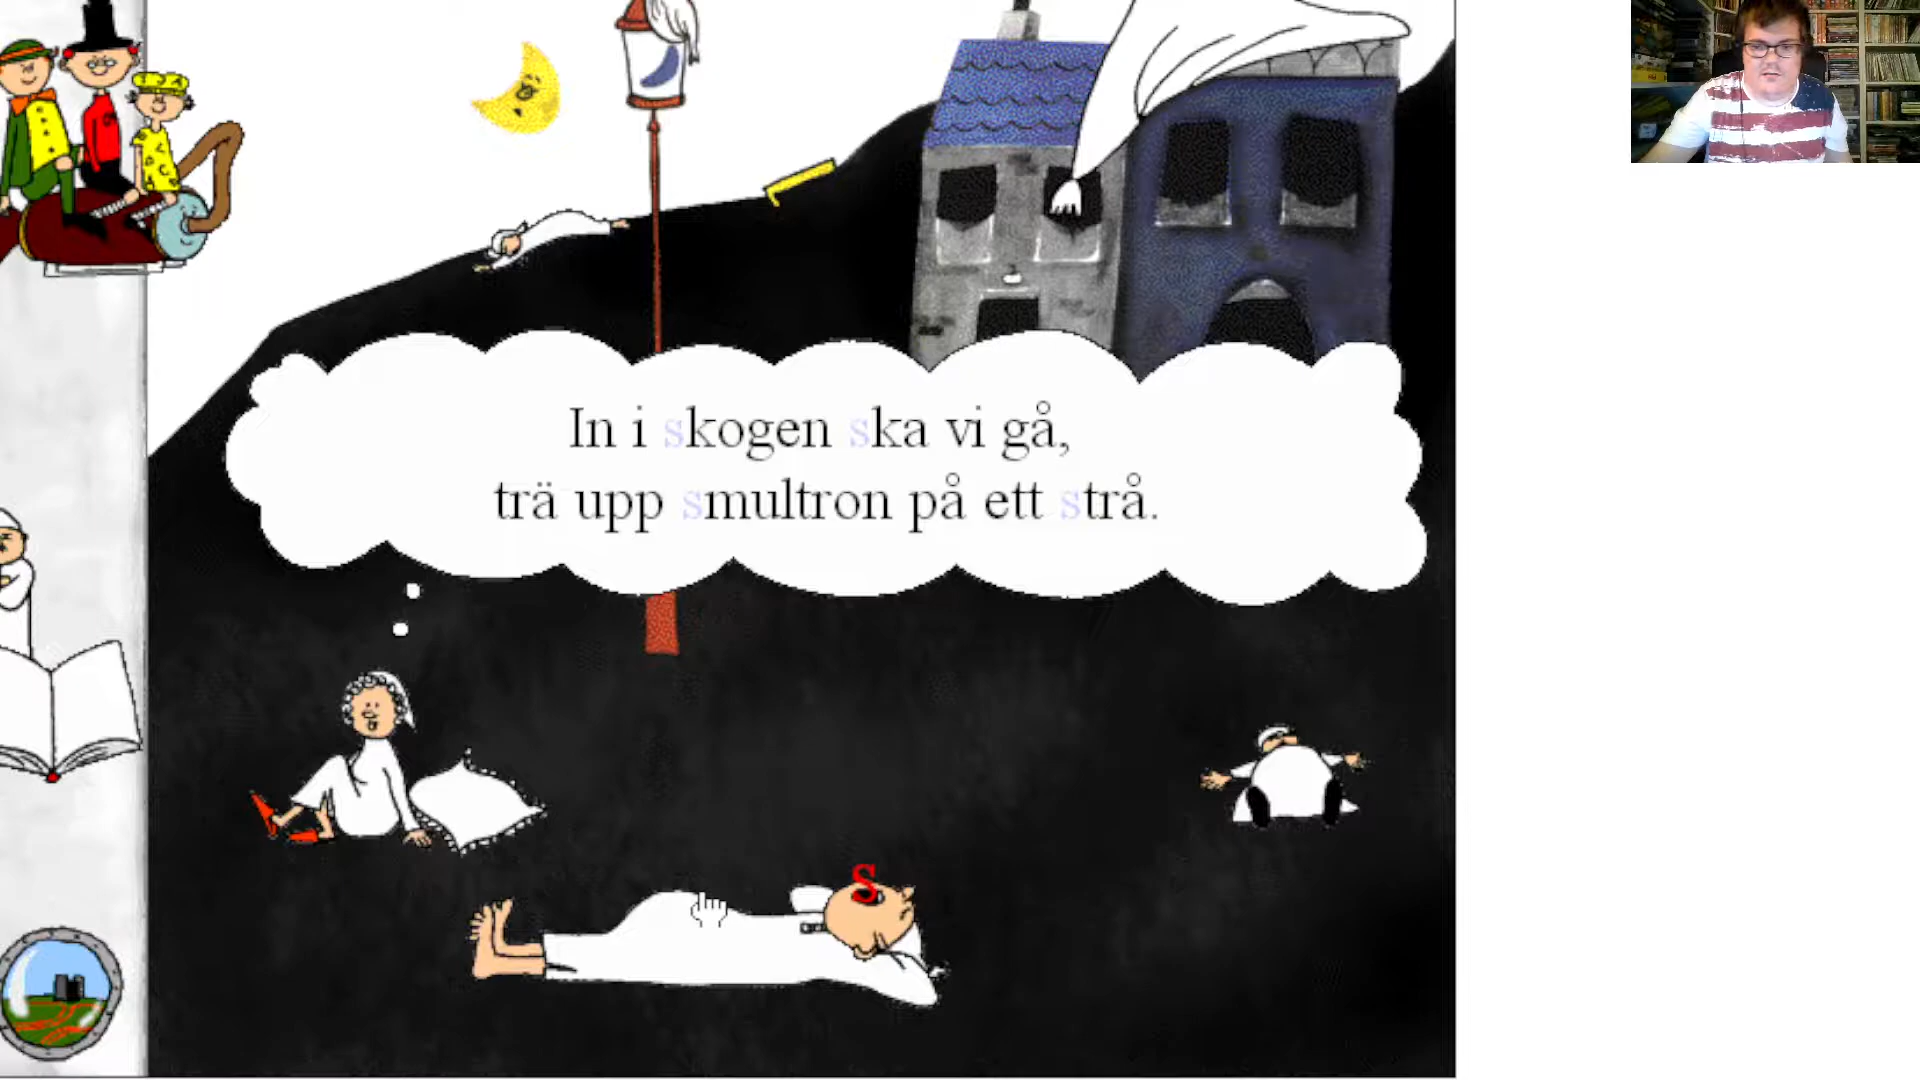 In i skogen ska vi gå,
trä upp smultron på ett strå.
s